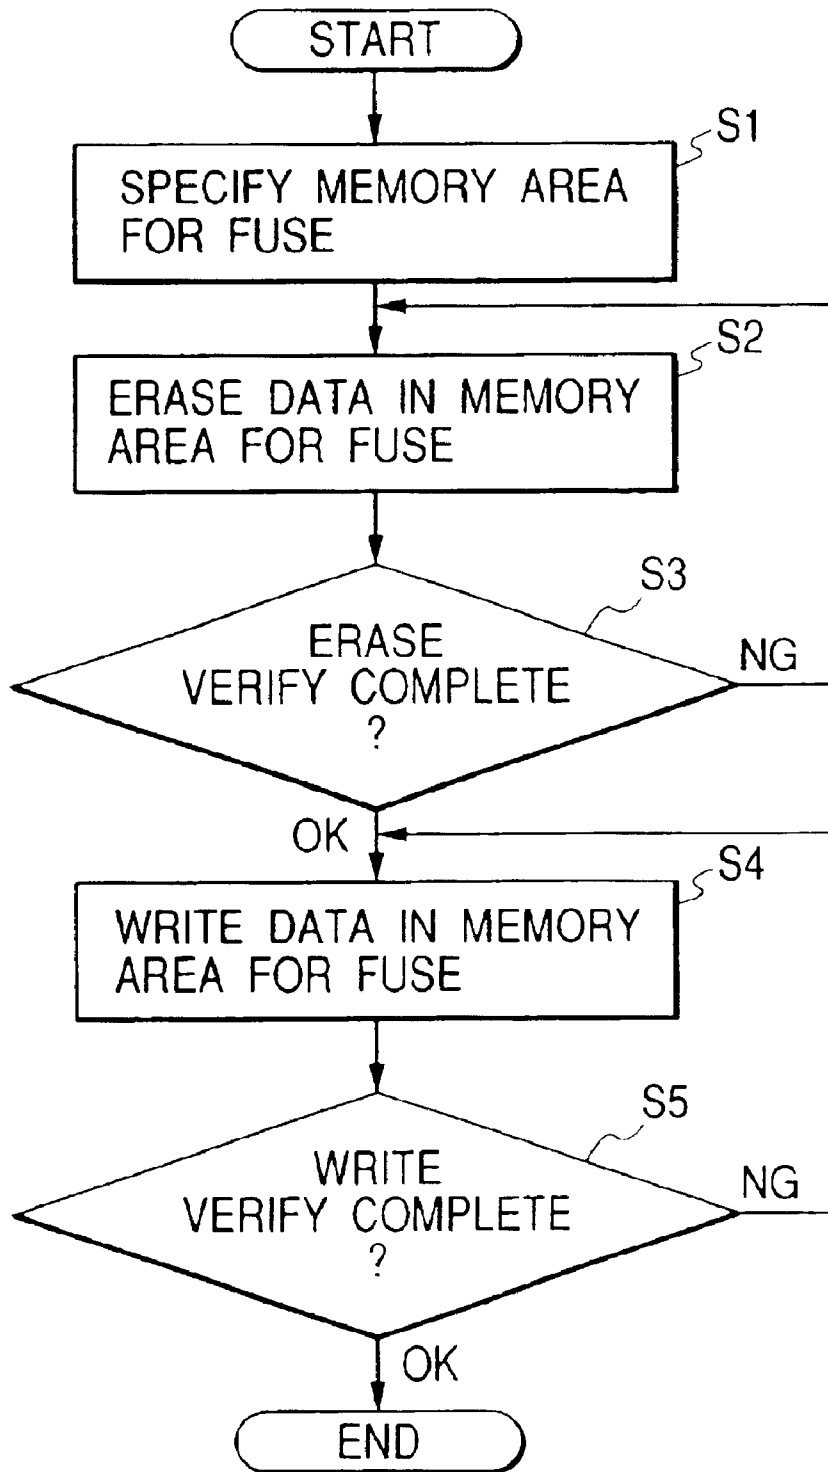 START
S1
SPECIFY MEMORY AREA
FOR FUSE
S2
ERASE DATA IN MEMORY
AREA FOR FUSE
S3
ERASE
VERIFY COMPLETE
?
NG
OK
S4
WRITE DATA IN MEMORY
AREA FOR FUSE
S5
WRITE
VERIFY COMPLETE
?
NG
OK
END